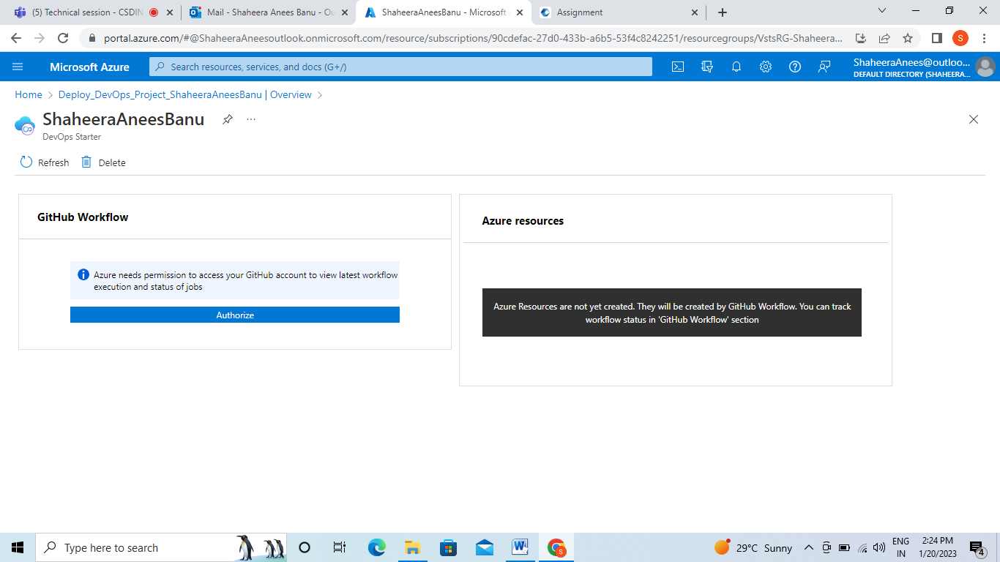 (5) Technical session - CSDIN
Mail - Shaheera Anees Banu - Ou
ShaheeraAneesBanu - Microsoft
Assignment
portal.azure.com/#@ShaheeraAneesoutlook.onmicrosoft.com/resource/subscriptions/90cdefac-27d0-433b-a6b5-53f4c8242251/resourcegroups/VstsRG-Shaheera...
S
Microsoft Azure
Search resources, services, and docs (G+/)
ShaheeraAnees@outloo...
DEFAULT DIRECTORY (SHAHEERA...
Home > Deploy_DevOps_Project_ShaheeraAneesBanu | Overview >
ShaheeraAneesBanu
DevOps Starter
Refresh
Delete
GitHub Workflow
Azure needs permission to access your GitHub account to view latest workflow
execution and status of jobs
Authorize
Azure resources
Azure Resources are not yet created. They will be created by GitHub Workflow. You can track
workflow status in 'GitHub Workflow' section
Type here to search
29°C Sunny
ENG
IN
2:24 PM
1/20/2023
4